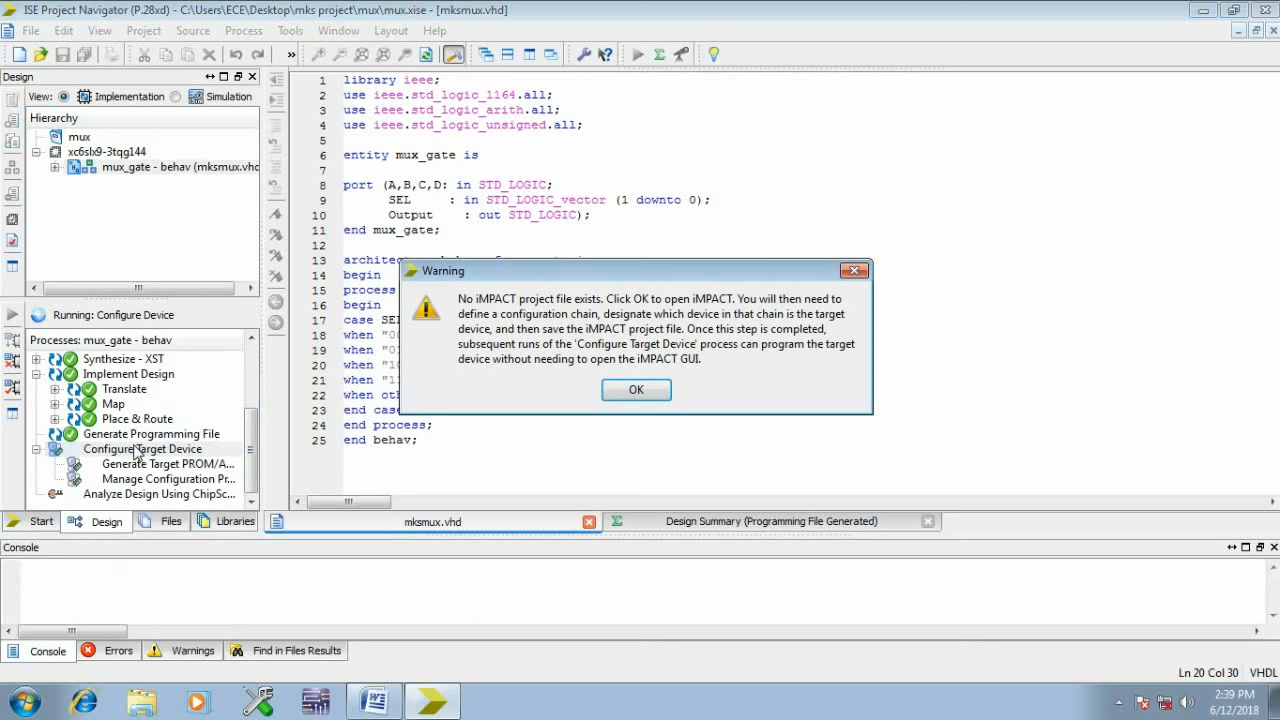 ISE Project Navigator (P.28xd) - C:\Users\ECE\Desktop\mks project\mux\mux.xise - [mksmux.vhd]
File Edit View Project Source Process Tools Window Layout Help
Design
View: Implementation Simulation
Hierarchy
mux
xc6slx9-3tqg144
mux_gate - behav (mksmux.vhd
Running: Configure Device
Processes: mux_gate - behav
Synthesize - XST
Implement Design
Translate
Map
Place & Route
Generate Programming File
Configure Target Device
Generate Target PROM/A...
Manage Configuration Pr...
Analyze Design Using ChipSc...
Start Design Files Libraries
1 library ieee;
2 use ieee.std_logic_1164.all;
3 use ieee.std_logic_arith.all;
4 use ieee.std_logic_unsigned.all;
5
6 entity mux_gate is
7
8 port (A,B,C,D: in STD_LOGIC;
9 SEL : in STD_LOGIC_vector (1 downto 0);
10 Output : out STD_LOGIC);
11 end mux_gate;
12
13
14 begin
15 process
16 begin
17 case
18 when
19 when
20 when
21 when
22 when
23 end case
24 end process;
25 end behav;
Warning
No iMPACT project file exists. Click OK to open iMPACT. You will then need to
define a configuration chain, designate which device in that chain is the target
device, and then save the iMPACT project file. Once this step is completed,
subsequent runs of the 'Configure Target Device' process can program the target
device without needing to open the iMPACT GUI.
OK
mksmux.vhd Design Summary (Programming File Generated)
Console
Console Errors Warnings Find in Files Results
Ln 20 Col 30 VHDL
2:39 PM
6/12/2018